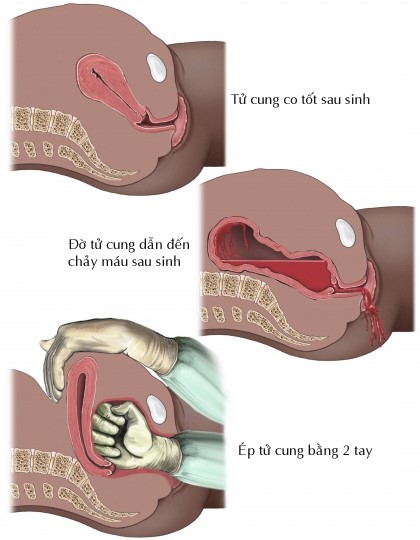 Tử cung co tốt sau sinh
Đờ tử cung dẫn đến
chảy máu sau sinh
Ép tử cung bằng 2 tay